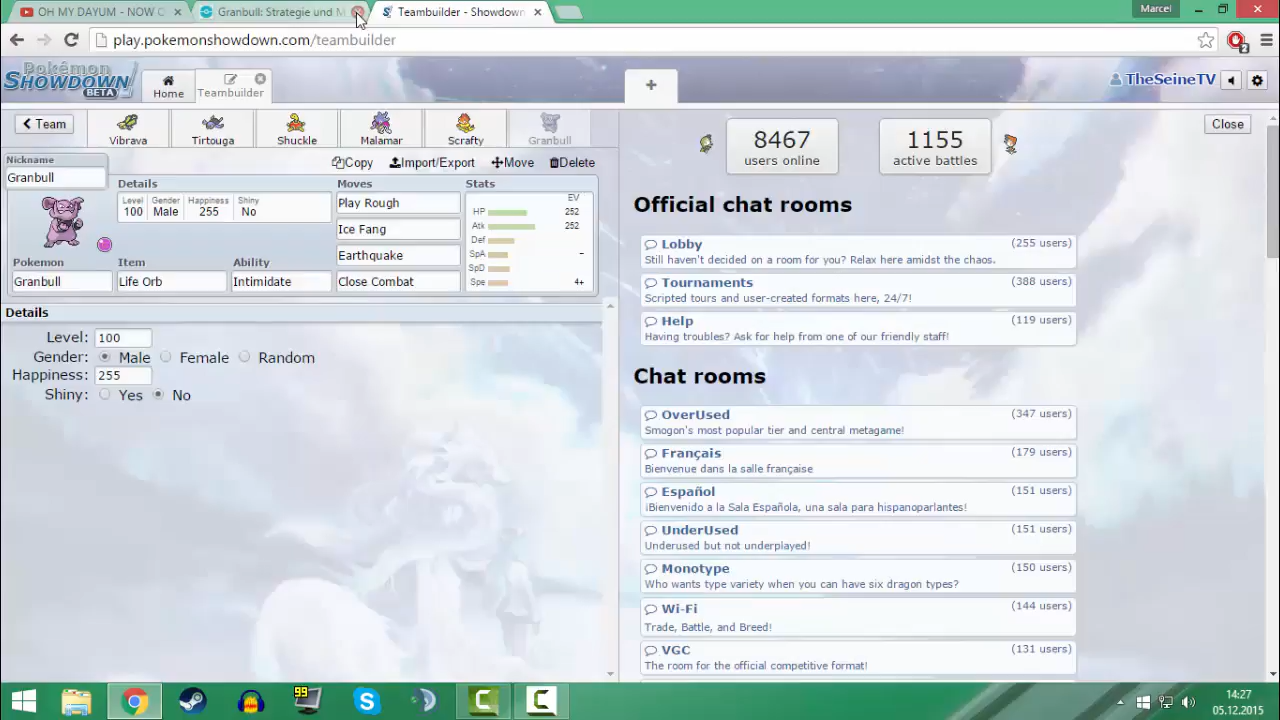 OH MY DAYUM - NOW C
Granbull: Strategie und M
Teambuilder - Showdown
Marcel
play.pokemonshowdown.com/teambuilder
2
Pokémon
SHOWDOWN
BETA
Home
Teambuilder
+
TheSeineTV
Team
Vibrava
Tirtouga
Shuckle
Malamar
Scrafty
Granbull
Close
8467
users online
1155
active battles
Nickname
Granbull
Copy
Import/Export
Move
Delete
Details
Level
Gender
Happiness
Shiny
100
Male
255
No
Moves
Play Rough
Ice Fang
Earthquake
Close Combat
Stats
EV
HP 252
Atk 252
Def
SpA –
SpD
Spe 4+
Pokemon
Granbull
Item
Life Orb
Ability
Intimidate
Details
Level: 100
Gender: Male Female Random
Happiness: 255
Shiny: Yes No
Official chat rooms
Lobby (255 users)
Still haven't decided on a room for you? Relax here amidst the chaos.
Tournaments (388 users)
Scripted tours and user-created formats here, 24/7!
Help (119 users)
Having troubles? Ask for help from one of our friendly staff!
Chat rooms
OverUsed (347 users)
Smogon's most popular tier and central metagame!
Français (179 users)
Bienvenue dans la salle française
Español (151 users)
¡Bienvenido a la Sala Española, una sala para hispanoparlantes!
UnderUsed (151 users)
Underused but not underplayed!
Monotype (150 users)
Who wants type variety when you can have six dragon types?
Wi-Fi (144 users)
Trade, Battle, and Breed!
VGC (131 users)
The room for the official competitive format!
99
14:27
05.12.2015